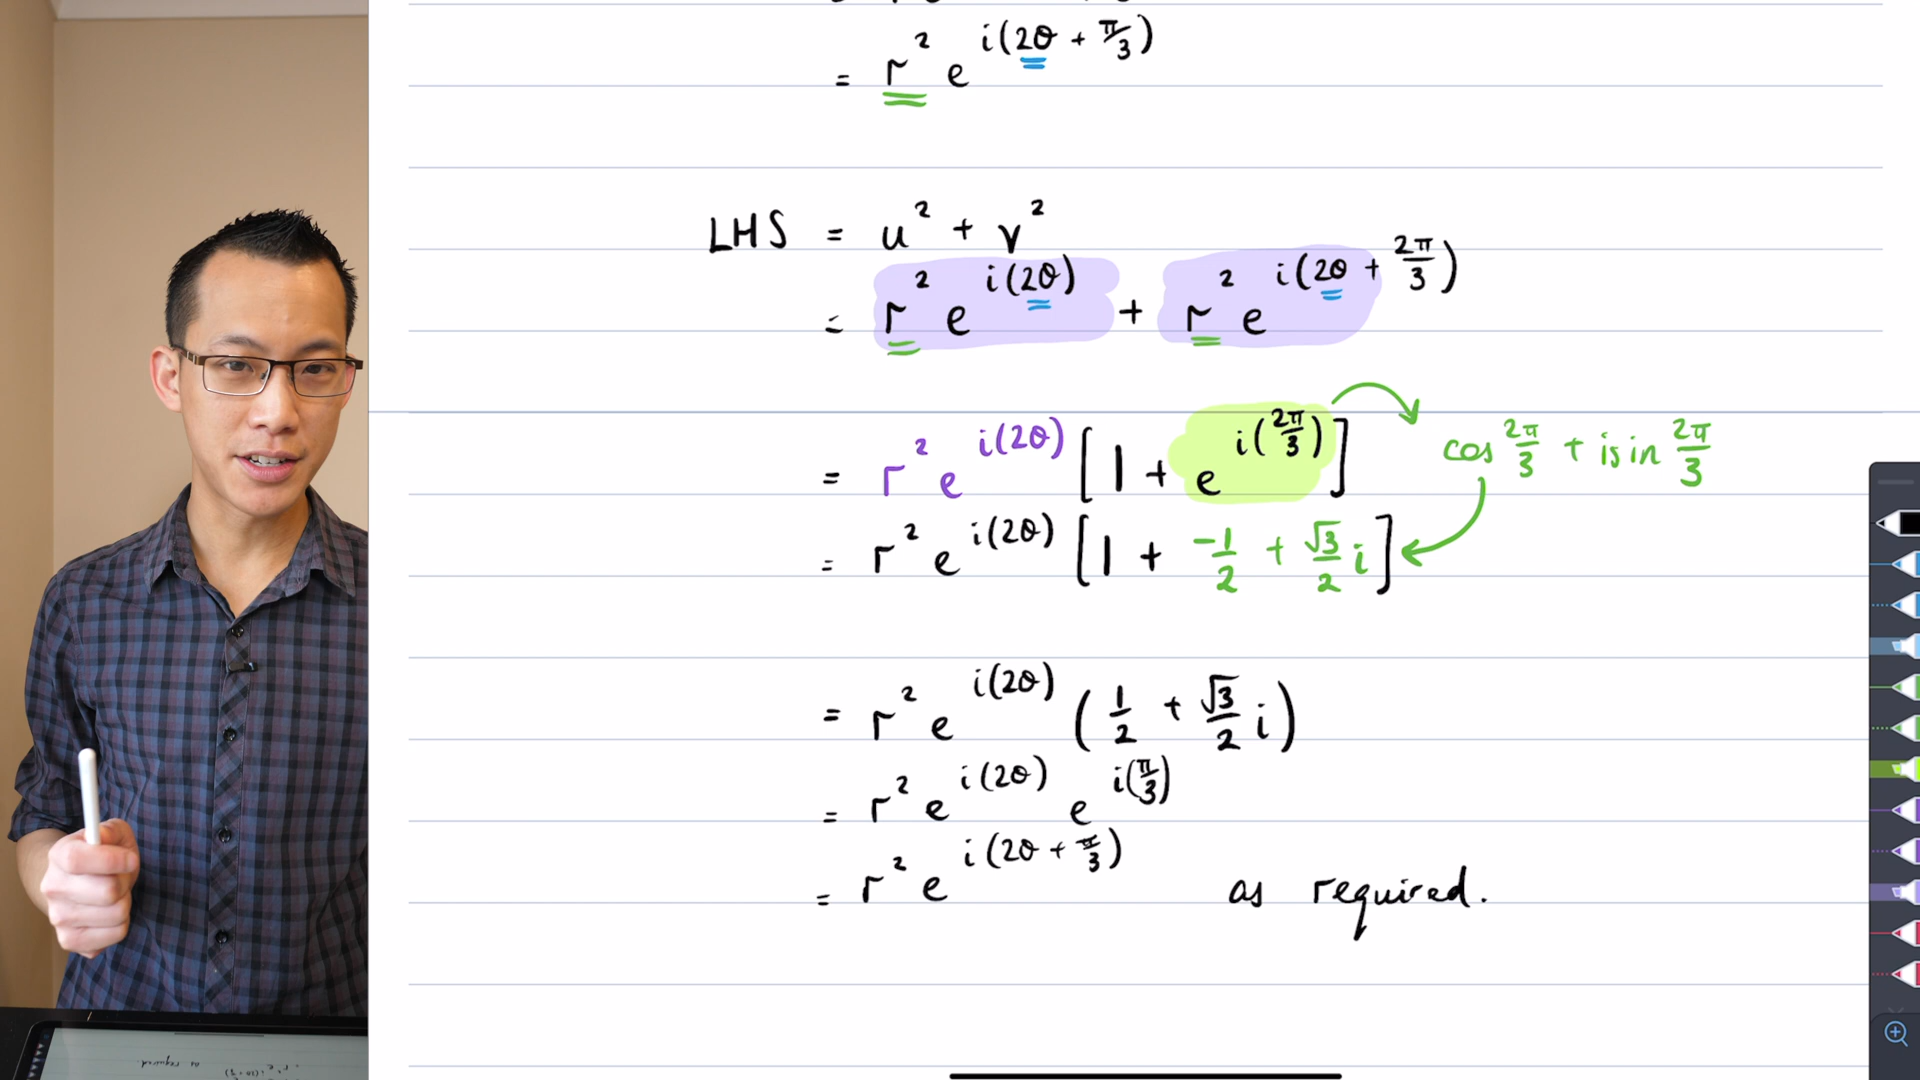 = r² e^{i(2θ + π/3)}
LHS = u² + v²
= r² e^{i(2θ)} + r² e^{i(2θ + 2π/3)}
= r² e^{i(2θ)} [1 + e^{i(2π/3)}] cos 2π/3 + i sin 2π/3
= r² e^{i(2θ)} [1 + -1/2 + √3/2 i]
= r² e^{i(2θ)} (1/2 + √3/2 i)
= r² e^{i(2θ)} e^{i(π/3)}
= r² e^{i(2θ + π/3)} as required.